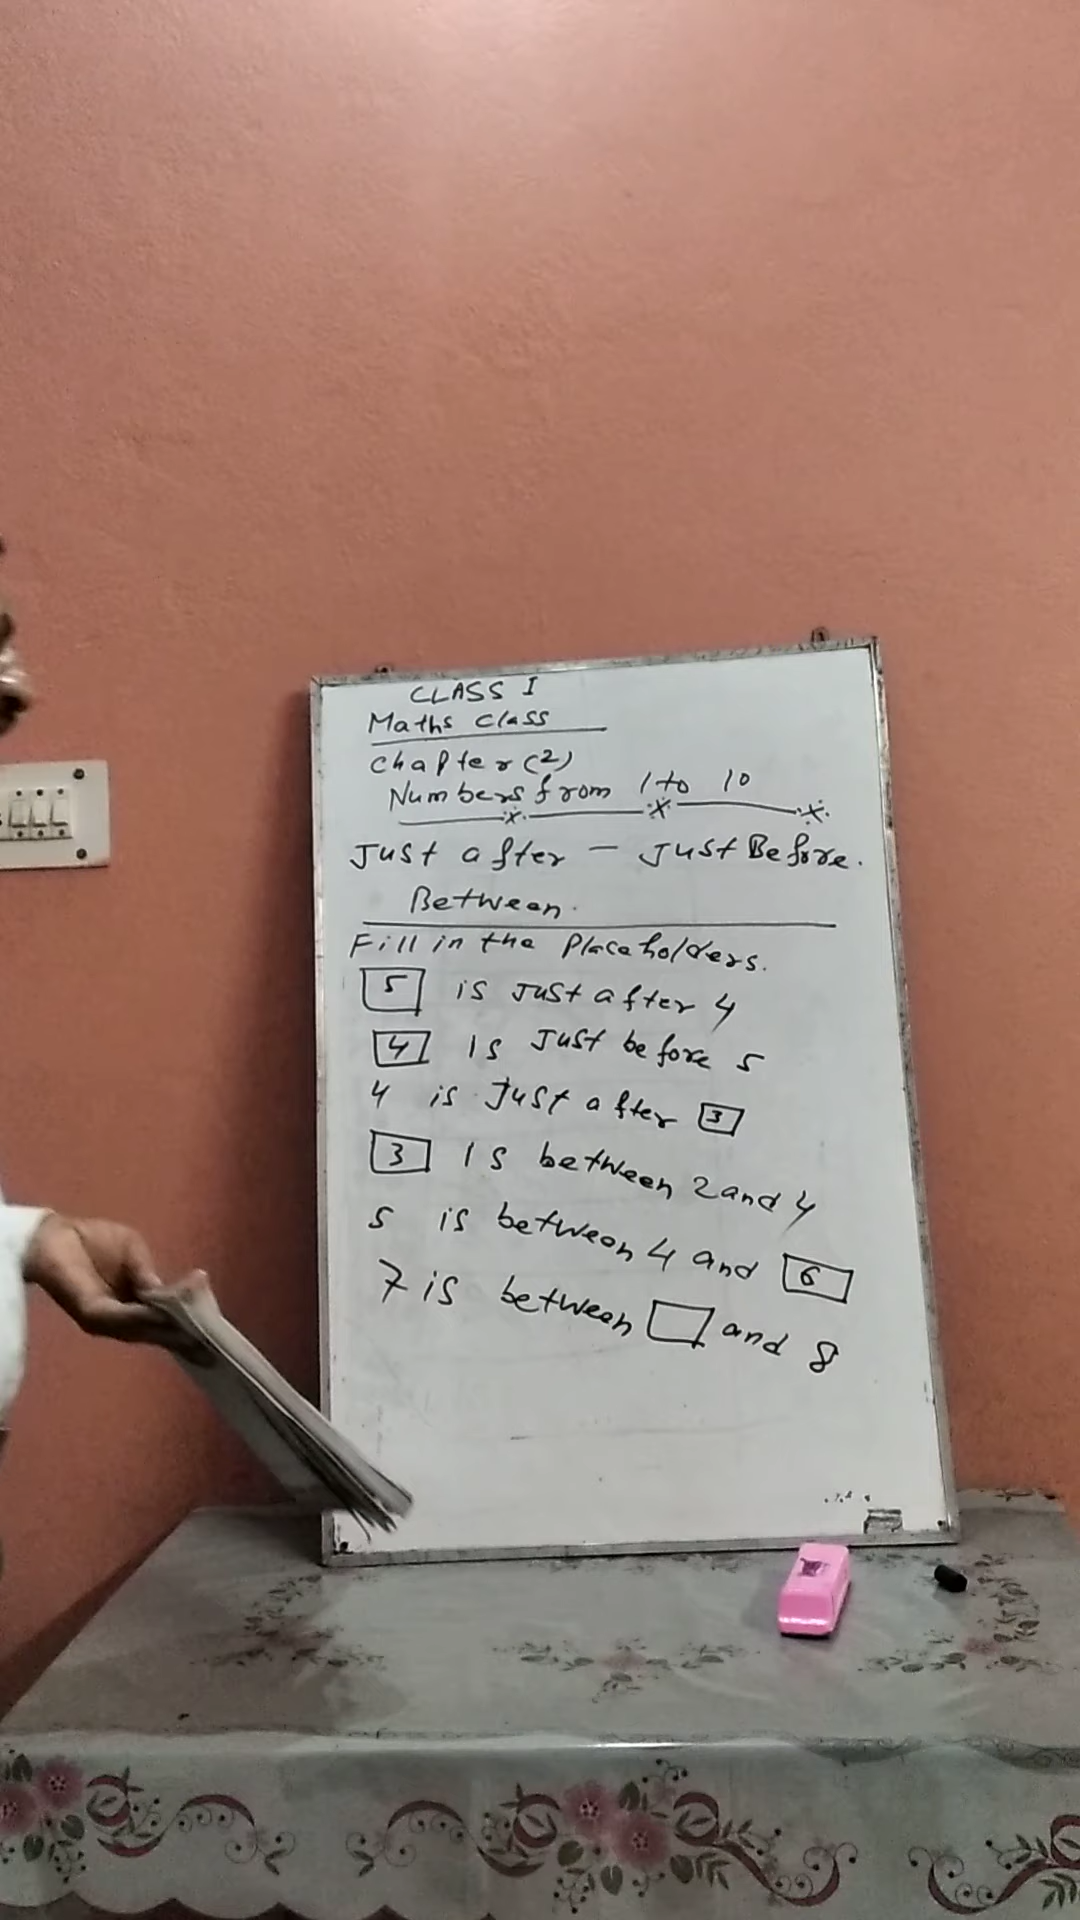 CLASS I
Maths Class
Chapter (2)
Numbers from 1 to 10
Just after - Just Before.
Between.
Fill in the Placeholders.
5 is Just after 4
4 is Just before 5
4 is Just after 3
3 is between 2 and 4
5 is between 4 and 6
7 is between and 8